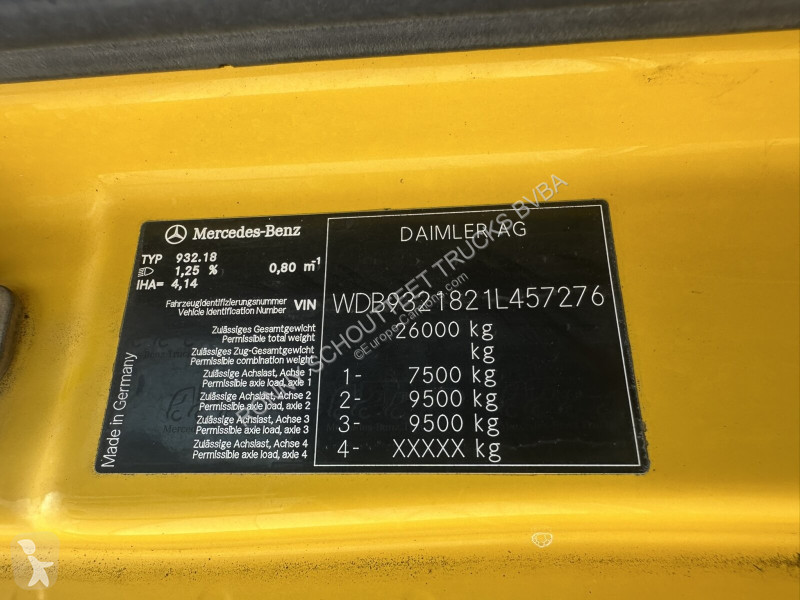 Mercedes-Benz
TYP 932.18
1,25 % 0,80 m-1
IHA= 4,14
Fahrzeugidentifizierungsnummer
Vehicle Identification Number
VIN
Zulässiges Gesamtgewicht
Permissible total weight
Zulässiges Zug-Gesamtgewicht
Permissible combination weight
Zulässige Achslast, Achse 1
Permissible axle load, axle 1
Zulässige Achslast, Achse 2
Permissible axle load, axle 2
Zulässige Achslast, Achse 3
Permissible axle load, axle 3
Zulässige Achslast, Achse 4
Permissible axle load, axle 4
Made in Germany
DAIMLER AG
WDB9321821L457276
26000 kg
kg
1- 7500 kg
2- 9500 kg
3- 9500 kg
4- XXXXX kg
SCHOUTTEET TRUCKS BVBA